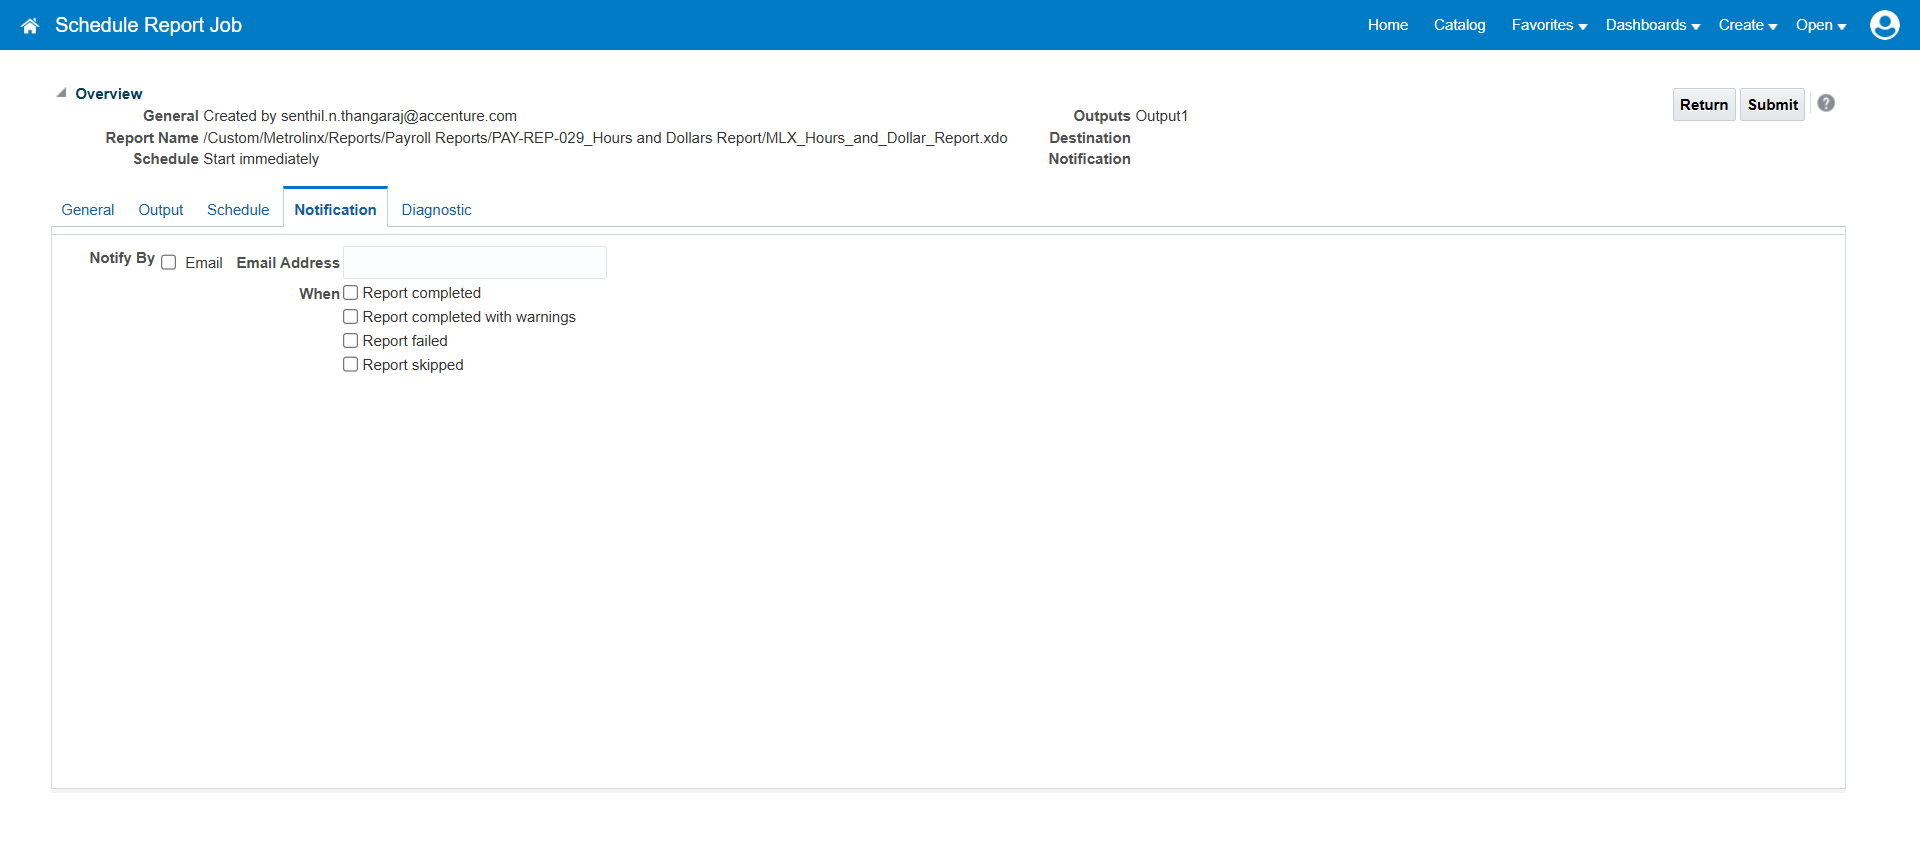 Schedule Report Job
Home Catalog Favorites Dashboards Create Open
Overview
General Created by senthil.n.thangaraj@accenture.com
Report Name /Custom/Metrolinx/Reports/Payroll Reports/PAY-REP-029_Hours and Dollars Report/MLX_Hours_and_Dollar_Report.xdo
Schedule Start immediately
Outputs Output1
Destination
Notification
Return Submit ?
General Output Schedule Notification Diagnostic
Notify By Email Email Address
When Report completed
Report completed with warnings
Report failed
Report skipped